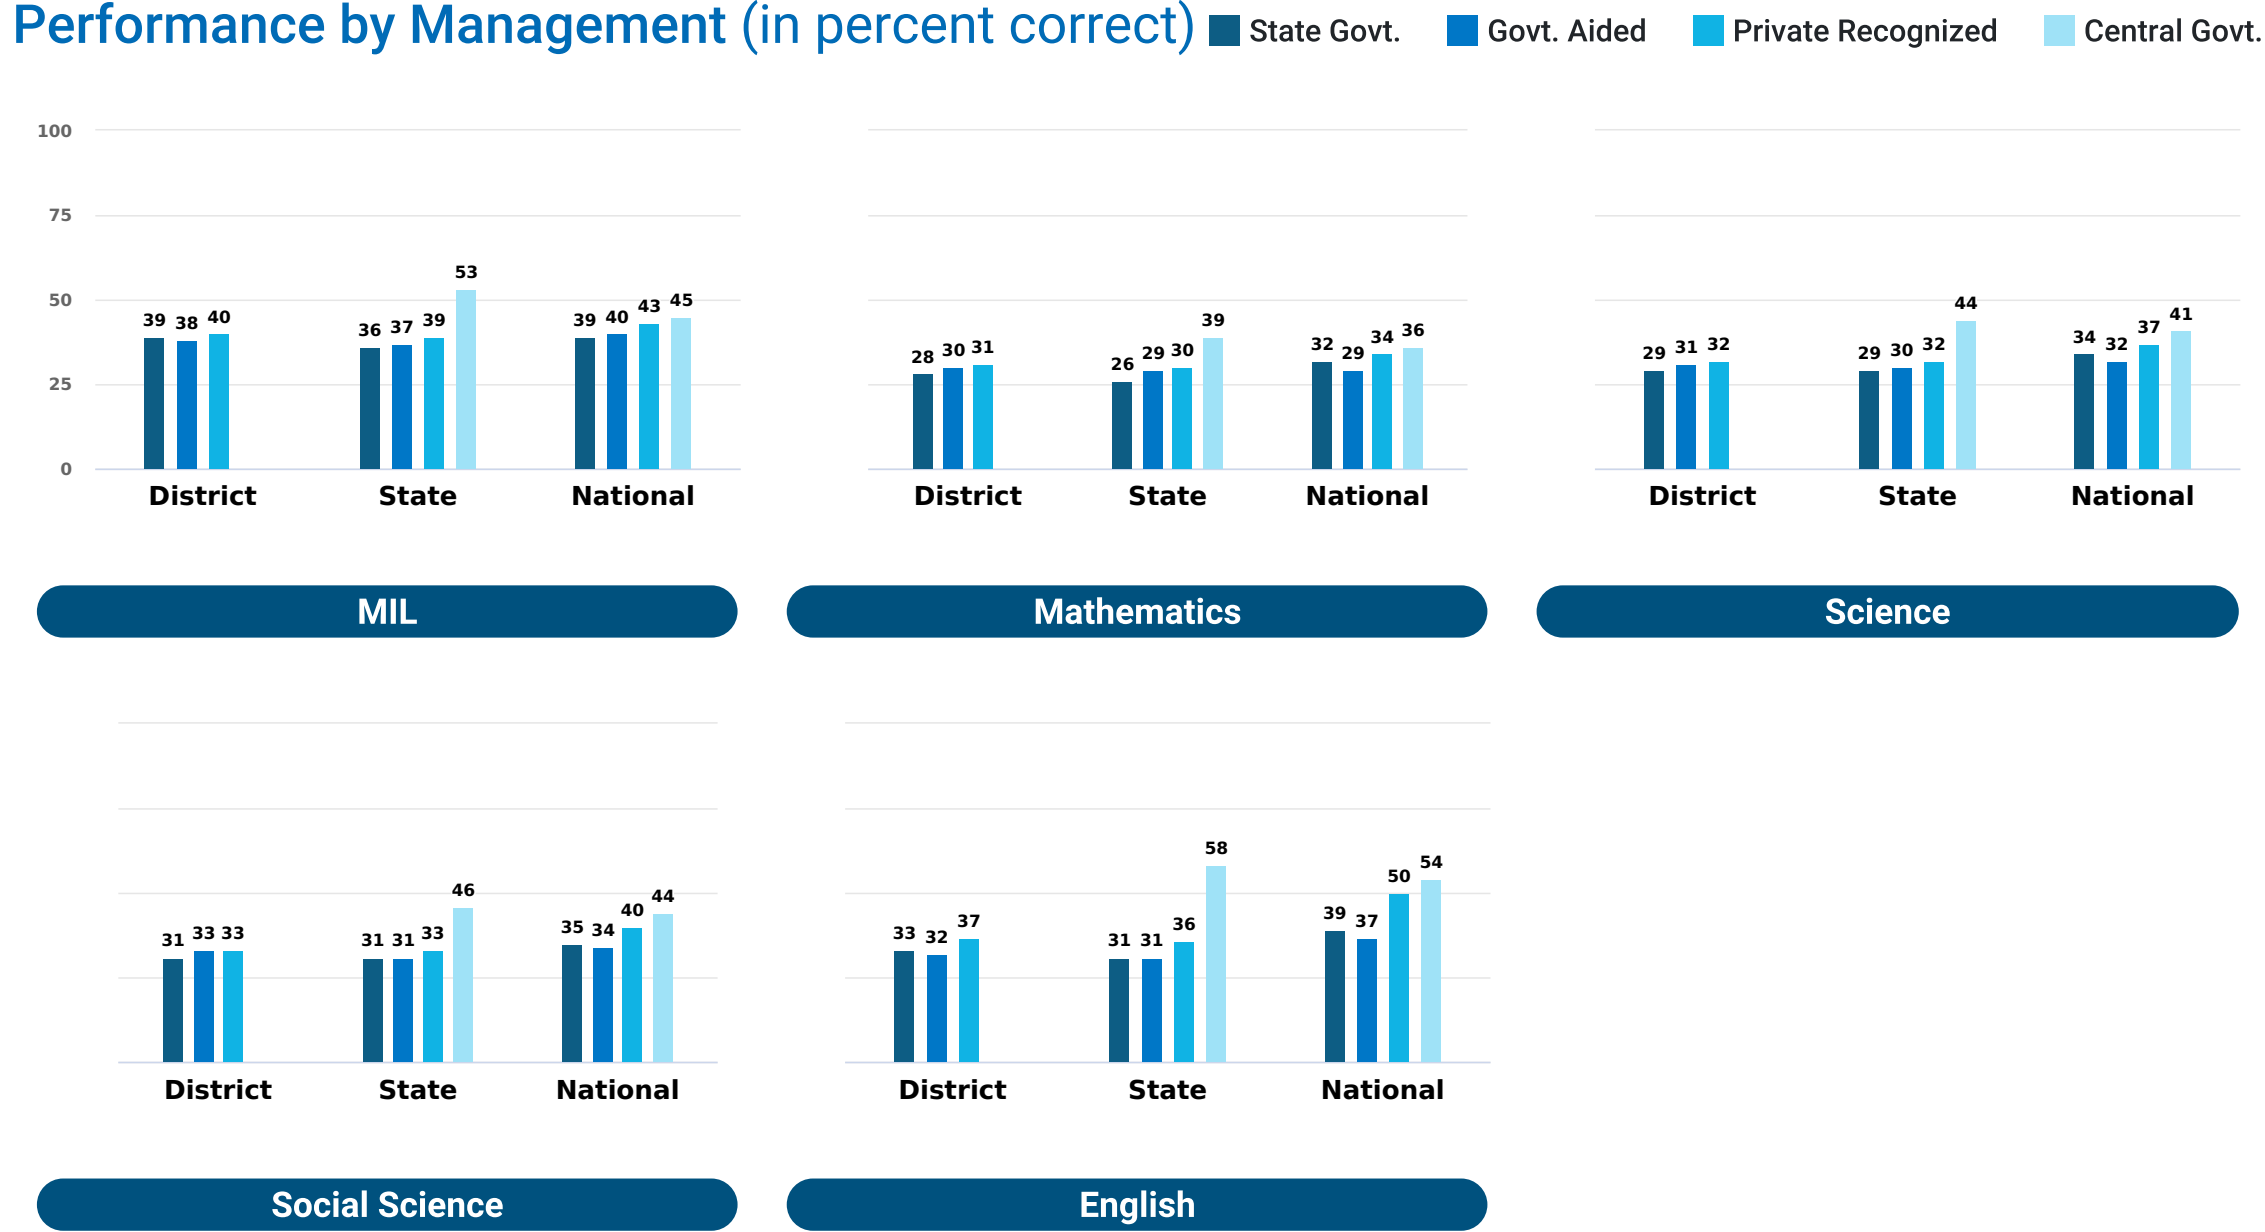 Performance by Management (in percent correct) State Govt. Govt. Aided Private Recognized Central Govt.
100
75
50
25
0
39 38 40 36 37 39 53 39 40 43 45
District State National
MIL
28 30 31 26 29 30 39 32 29 34 36
District State National
Mathematics
29 31 32 29 30 32 44 34 32 37 41
District State National
Science
31 33 33 31 31 33 46 35 34 40 44
District State National
Social Science
33 32 37 31 31 36 58 39 37 50 54
District State National
English